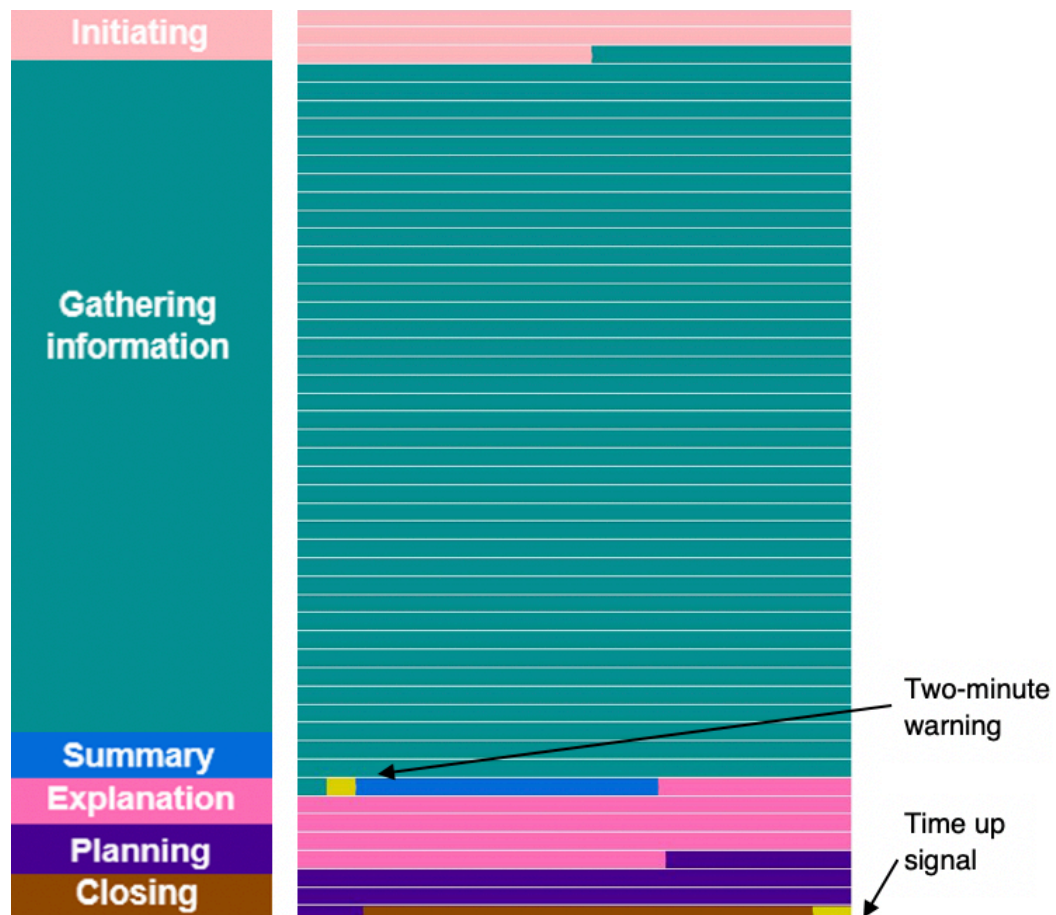 Initiating
Gathering
information
Summary
Explanation
Planning
Closing
Two-minute
warning
Time up
signal